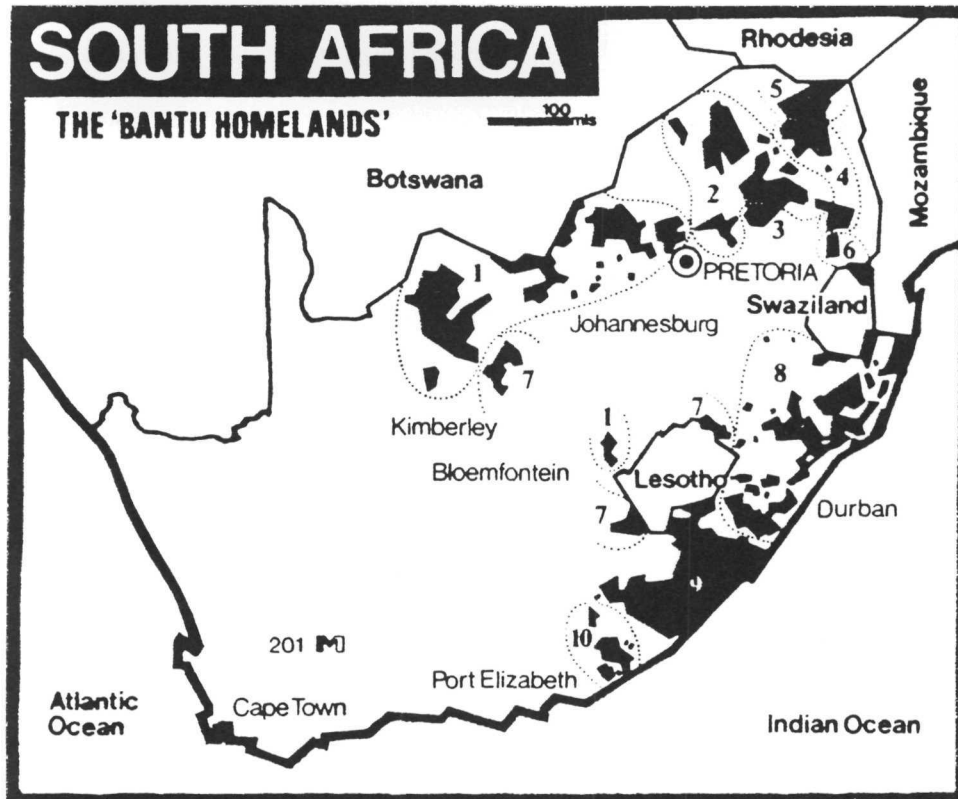 SOUTH AFRICA
THE 'BANTU HOMELANDS'
100
mls
Rhodesia
Mozambique
Botswana
5
4
2
3
6
1
PRETORIA
Swaziland
Johannesburg
7
8
Kimberley
1
7
Bloemfontein
Lesotho
Durban
7
9
10
201
Port Elizabeth
Cape Town
Atlantic
Ocean
Indian Ocean